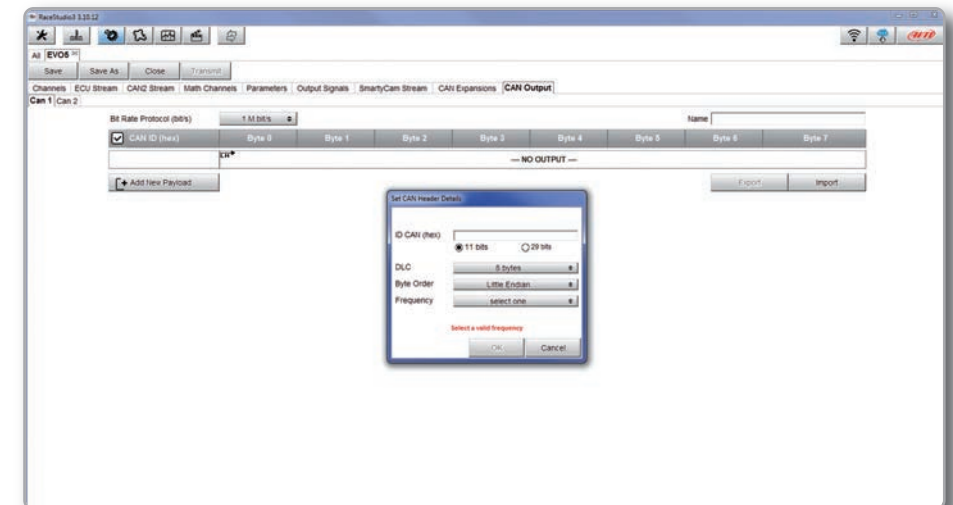 RaceStudio3 3.10.12
All EVO5
Save Save As Close Transmit
Channels ECU Stream CAN2 Stream Math Channels Parameters Output Signals SmartyCam Stream CAN Expansions CAN Output
Can 1 Can 2
Bit Rate Protocol (bit/s) 1 M bit/s Name
CAN ID (hex) Byte 0 Byte 1 Byte 2 Byte 3 Byte 4 Byte 5 Byte 6 Byte 7
--- NO OUTPUT ---
Add New Payload Export Import
Set CAN Header Details
ID CAN (hex)
11 bits 29 bits
DLC 8 bytes
Byte Order Little Endian
Frequency select one
Select a valid frequency
OK Cancel